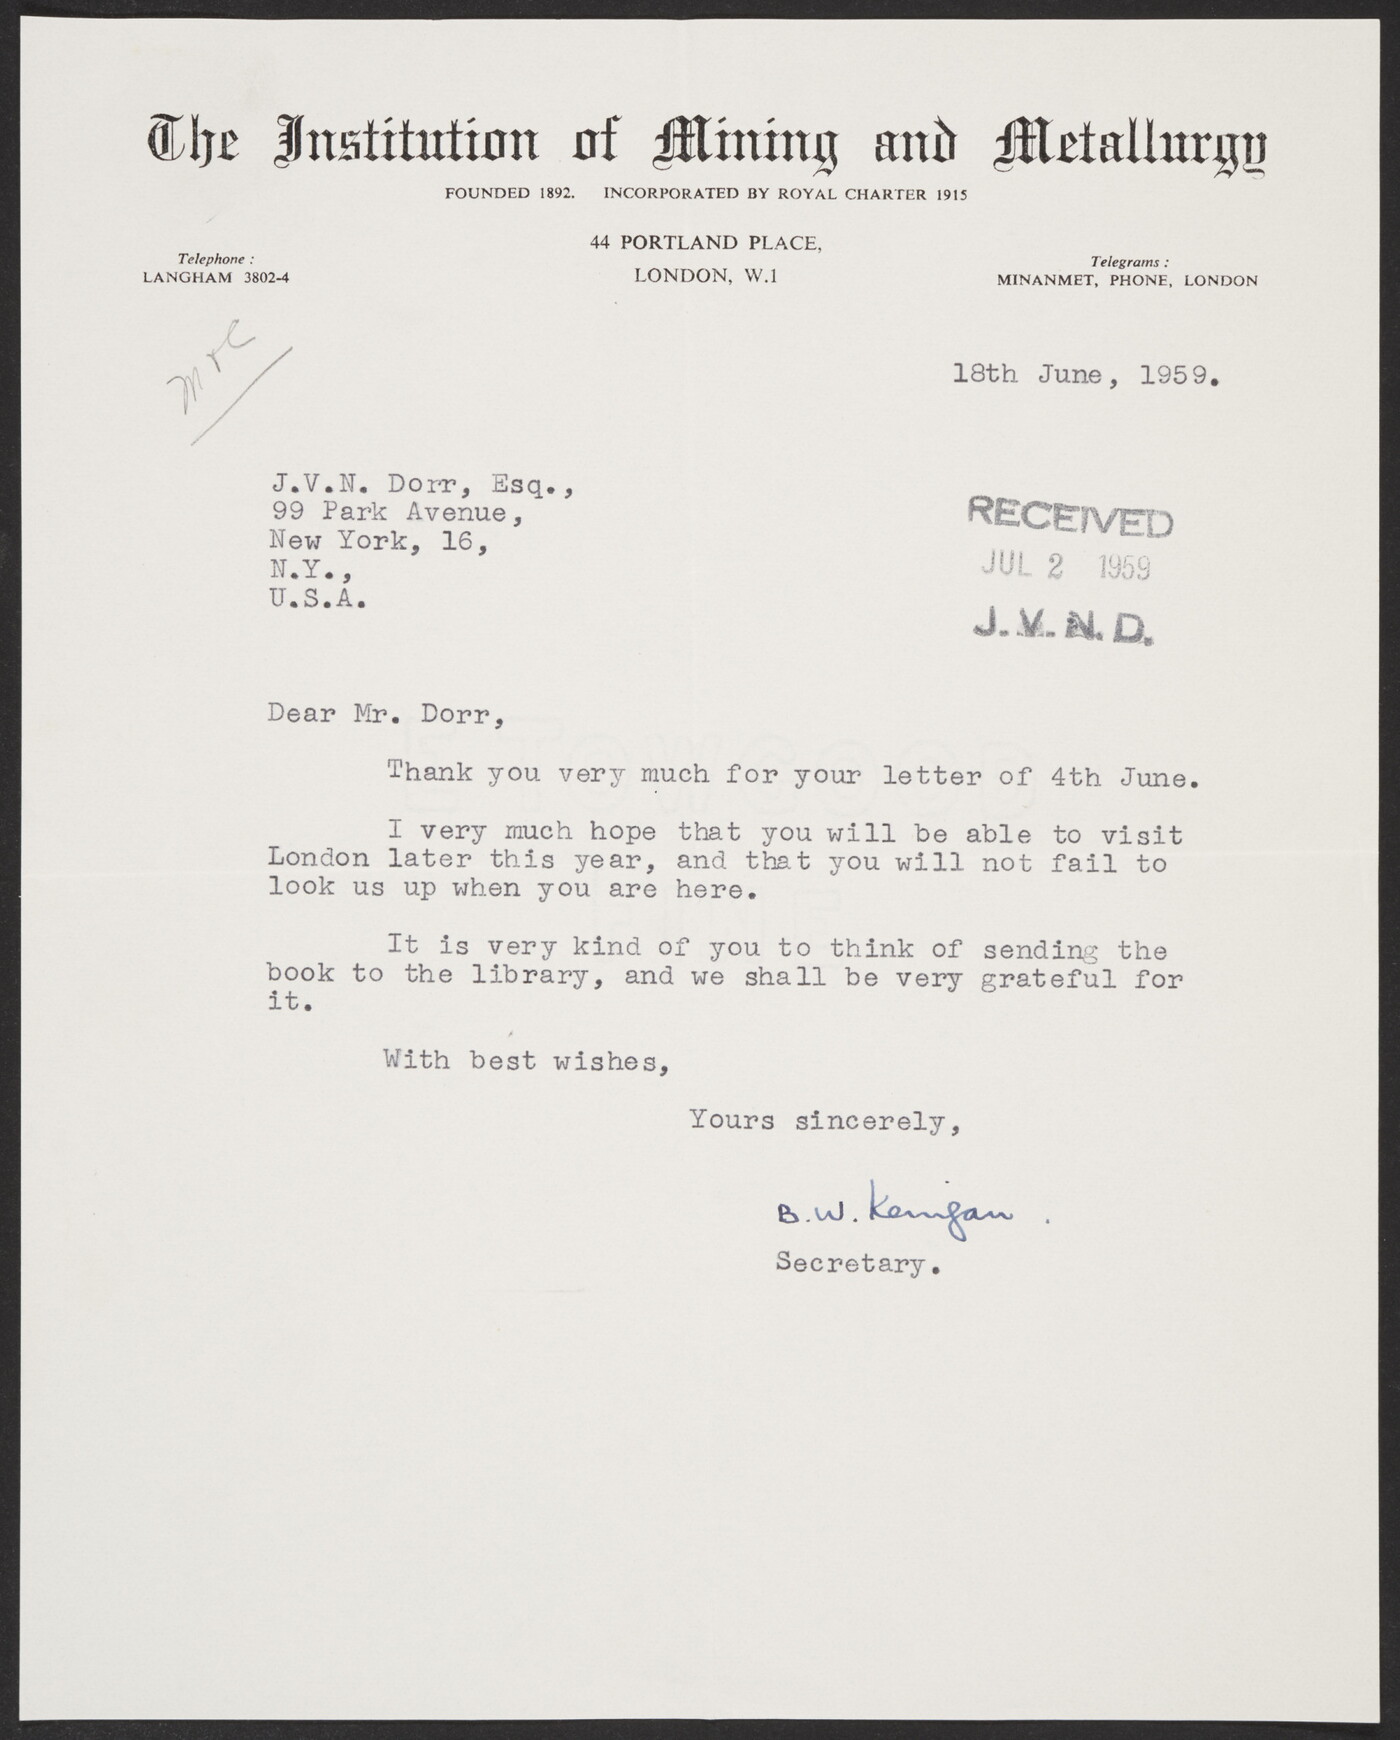 The Institution of Mining and Metallurgy
FOUNDED 1892. INCORPORATED BY ROYAL CHARTER 1915
44 PORTLAND PLACE,
LONDON, W.1
Telephone :
LANGHAM 3802-4
Telegrams :
MINANMET, PHONE, LONDON
18th June, 1959.
J.V.N. Dorr, Esq.,
99 Park Avenue,
New York, 16,
N.Y.,
U.S.A.
RECEIVED
JUL 2 1959
J.V.N.D.
Dear Mr. Dorr,
Thank you very much for your letter of 4th June.
I very much hope that you will be able to visit
London later this year, and that you will not fail to
look us up when you are here.
It is very kind of you to think of sending the
book to the library, and we shall be very grateful for
it.
With best wishes,
Yours sincerely,
B.W. Kerrigan.
Secretary.